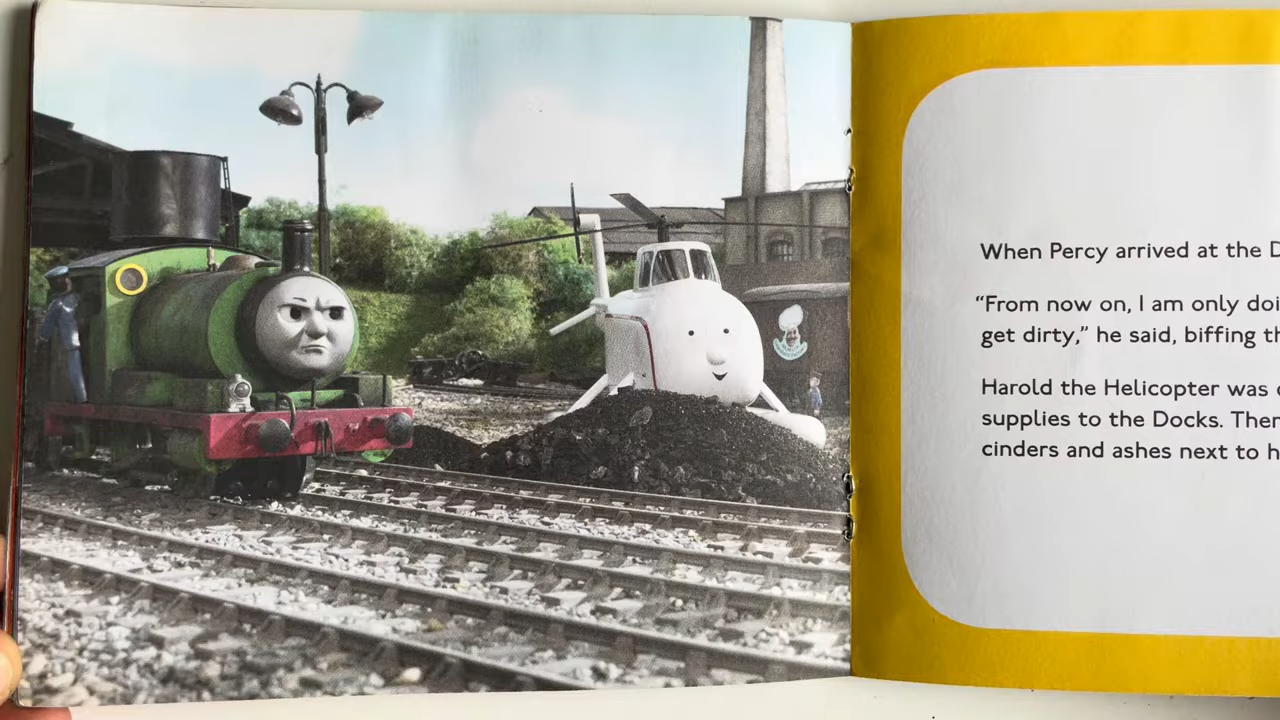 When Percy arrived at the D
“From now on, I am only doi
get dirty,” he said, biffing th
Harold the Helicopter was
supplies to the Docks. Ther
cinders and ashes next to h